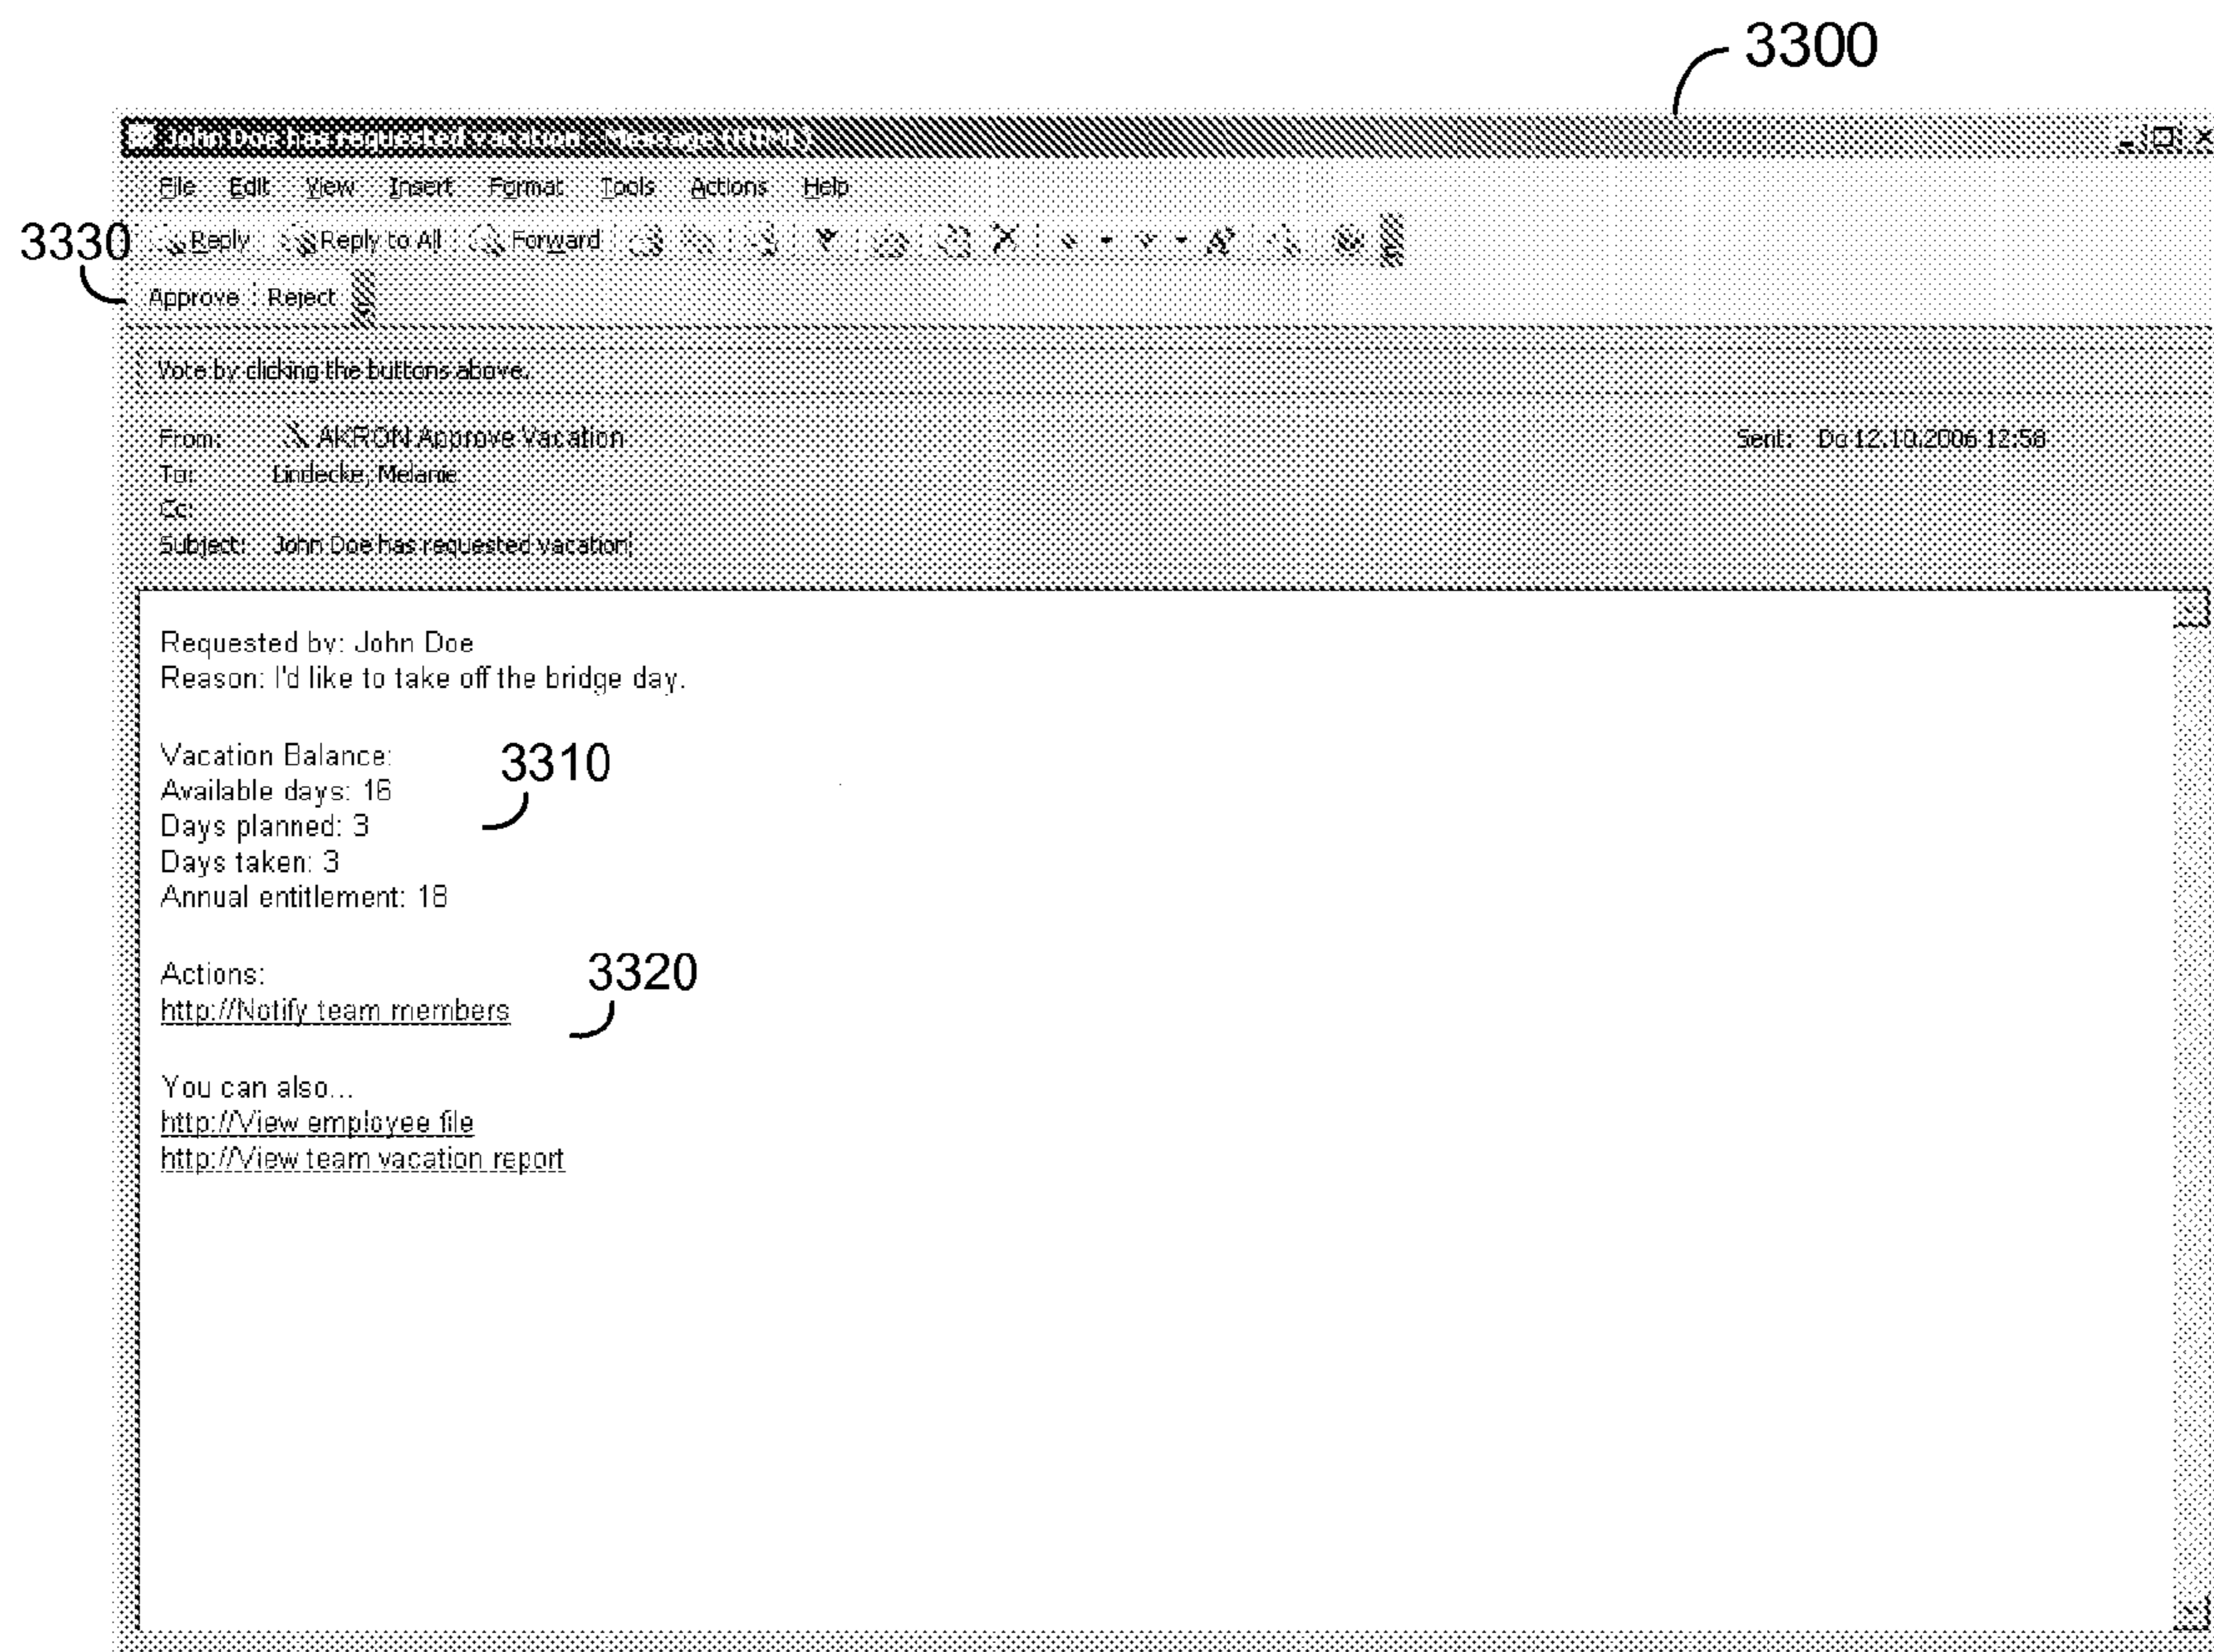 3300
John Doe has requested vacation - Message (HTML)
File Edit View Insert Format Tools Actions Help
3330
Reply Reply to All Forward
Approve Reject
Vote by clicking the buttons above.
From: AKRON Approve Vacation Sent: Do 12.10.2006 12:58
To: Lindecke, Melanie
Cc:
Subject: John Doe has requested vacation
Requested by: John Doe
Reason: I'd like to take off the bridge day.
Vacation Balance:
3310
Available days: 16
Days planned: 3
Days taken: 3
Annual entitlement: 18
Actions:
3320
http://Notify team members
You can also...
http://View employee file
http://View team vacation report